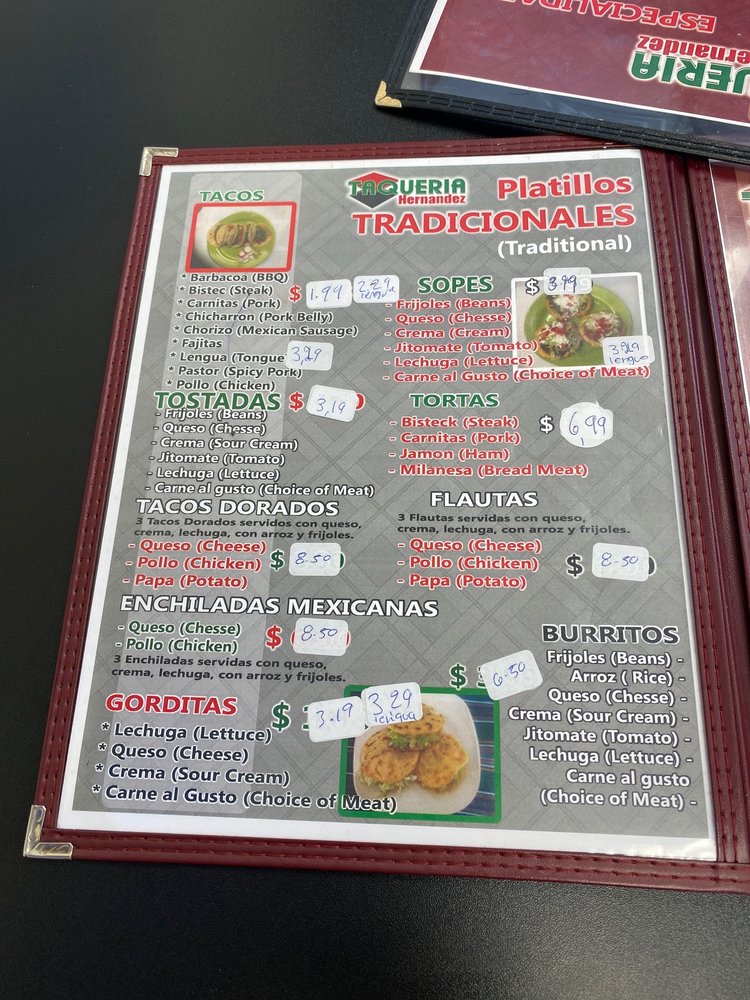 ESPECIALIDA
UERIA
ernandez
TAQUERIA
Hernandez
Platillos
TRADICIONALES
(Traditional)
TACOS
* Barbacoa (BBQ)
* Bistec (Steak)
* Carnitas (Pork)
* Chicharron (Pork Belly)
* Chorizo (Mexican Sausage)
* Fajitas
* Lengua (Tongue
* Pastor (Spicy Pork)
* Pollo (Chicken)
$ 1.99
lengua
3,29
SOPES
$ 3.99
- Frijoles (Beans)
- Queso (Chesse)
- Crema (Cream)
- Jitomate (Tomato)
- Lechuga (Lettuce)
- Carne al Gusto (Choice of Meat)
lengua
TOSTADAS $ 3,19
- Frijoles (Beans)
- Queso (Chesse)
- Crema (Sour Cream)
- Jitomate (Tomato)
- Lechuga (Lettuce)
- Carne al gusto (Choice of Meat)
TORTAS
- Bisteck (Steak)
- Carnitas (Pork)
- Jamon (Ham)
- Milanesa (Bread Meat)
$ 6,99
TACOS DORADOS
3 Tacos Dorados servidos con queso,
crema, lechuga, con arroz y frijoles.
- Queso (Cheese)
- Pollo (Chicken)
- Papa (Potato)
$ 8.50
FLAUTAS
3 Flautas servidas con queso,
crema, lechuga, con arroz y frijoles.
- Queso (Cheese)
- Pollo (Chicken)
- Papa (Potato)
$ 8.50
ENCHILADAS MEXICANAS
- Queso (Chesse)
- Pollo (Chicken)
$ 8.50
3 Enchiladas servidas con queso,
crema, lechuga, con arroz y frijoles.
BURRITOS
$ 6.50
Frijoles (Beans) -
Arroz ( Rice) -
Queso (Chesse) -
Crema (Sour Cream) -
Jitomate (Tomato) -
Lechuga (Lettuce) -
Carne al gusto
(Choice of Meat) -
GORDITAS
$ 3.19
3 29
lengua
* Lechuga (Lettuce)
* Queso (Cheese)
* Crema (Sour Cream)
* Carne al Gusto (Choice of Meat)